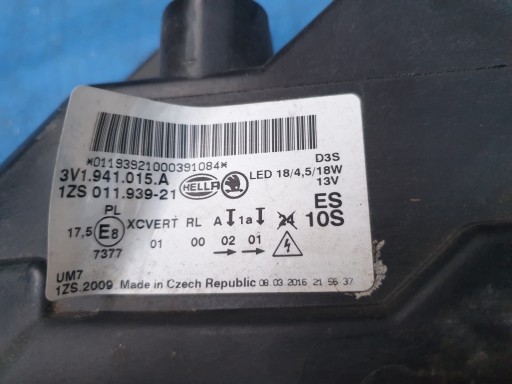 *01193921000391084*
3V1.941.015.A
1ZS 011.939-21
HELLA
D3S
LED 18/4,5/18W
13V
ES
10S
PL
17,5 E8 XCVERT RL A 1a 24
7377 01 00 02 01
UM7
1ZS.2009 Made in Czech Republic 08 03 2016 21 56 37